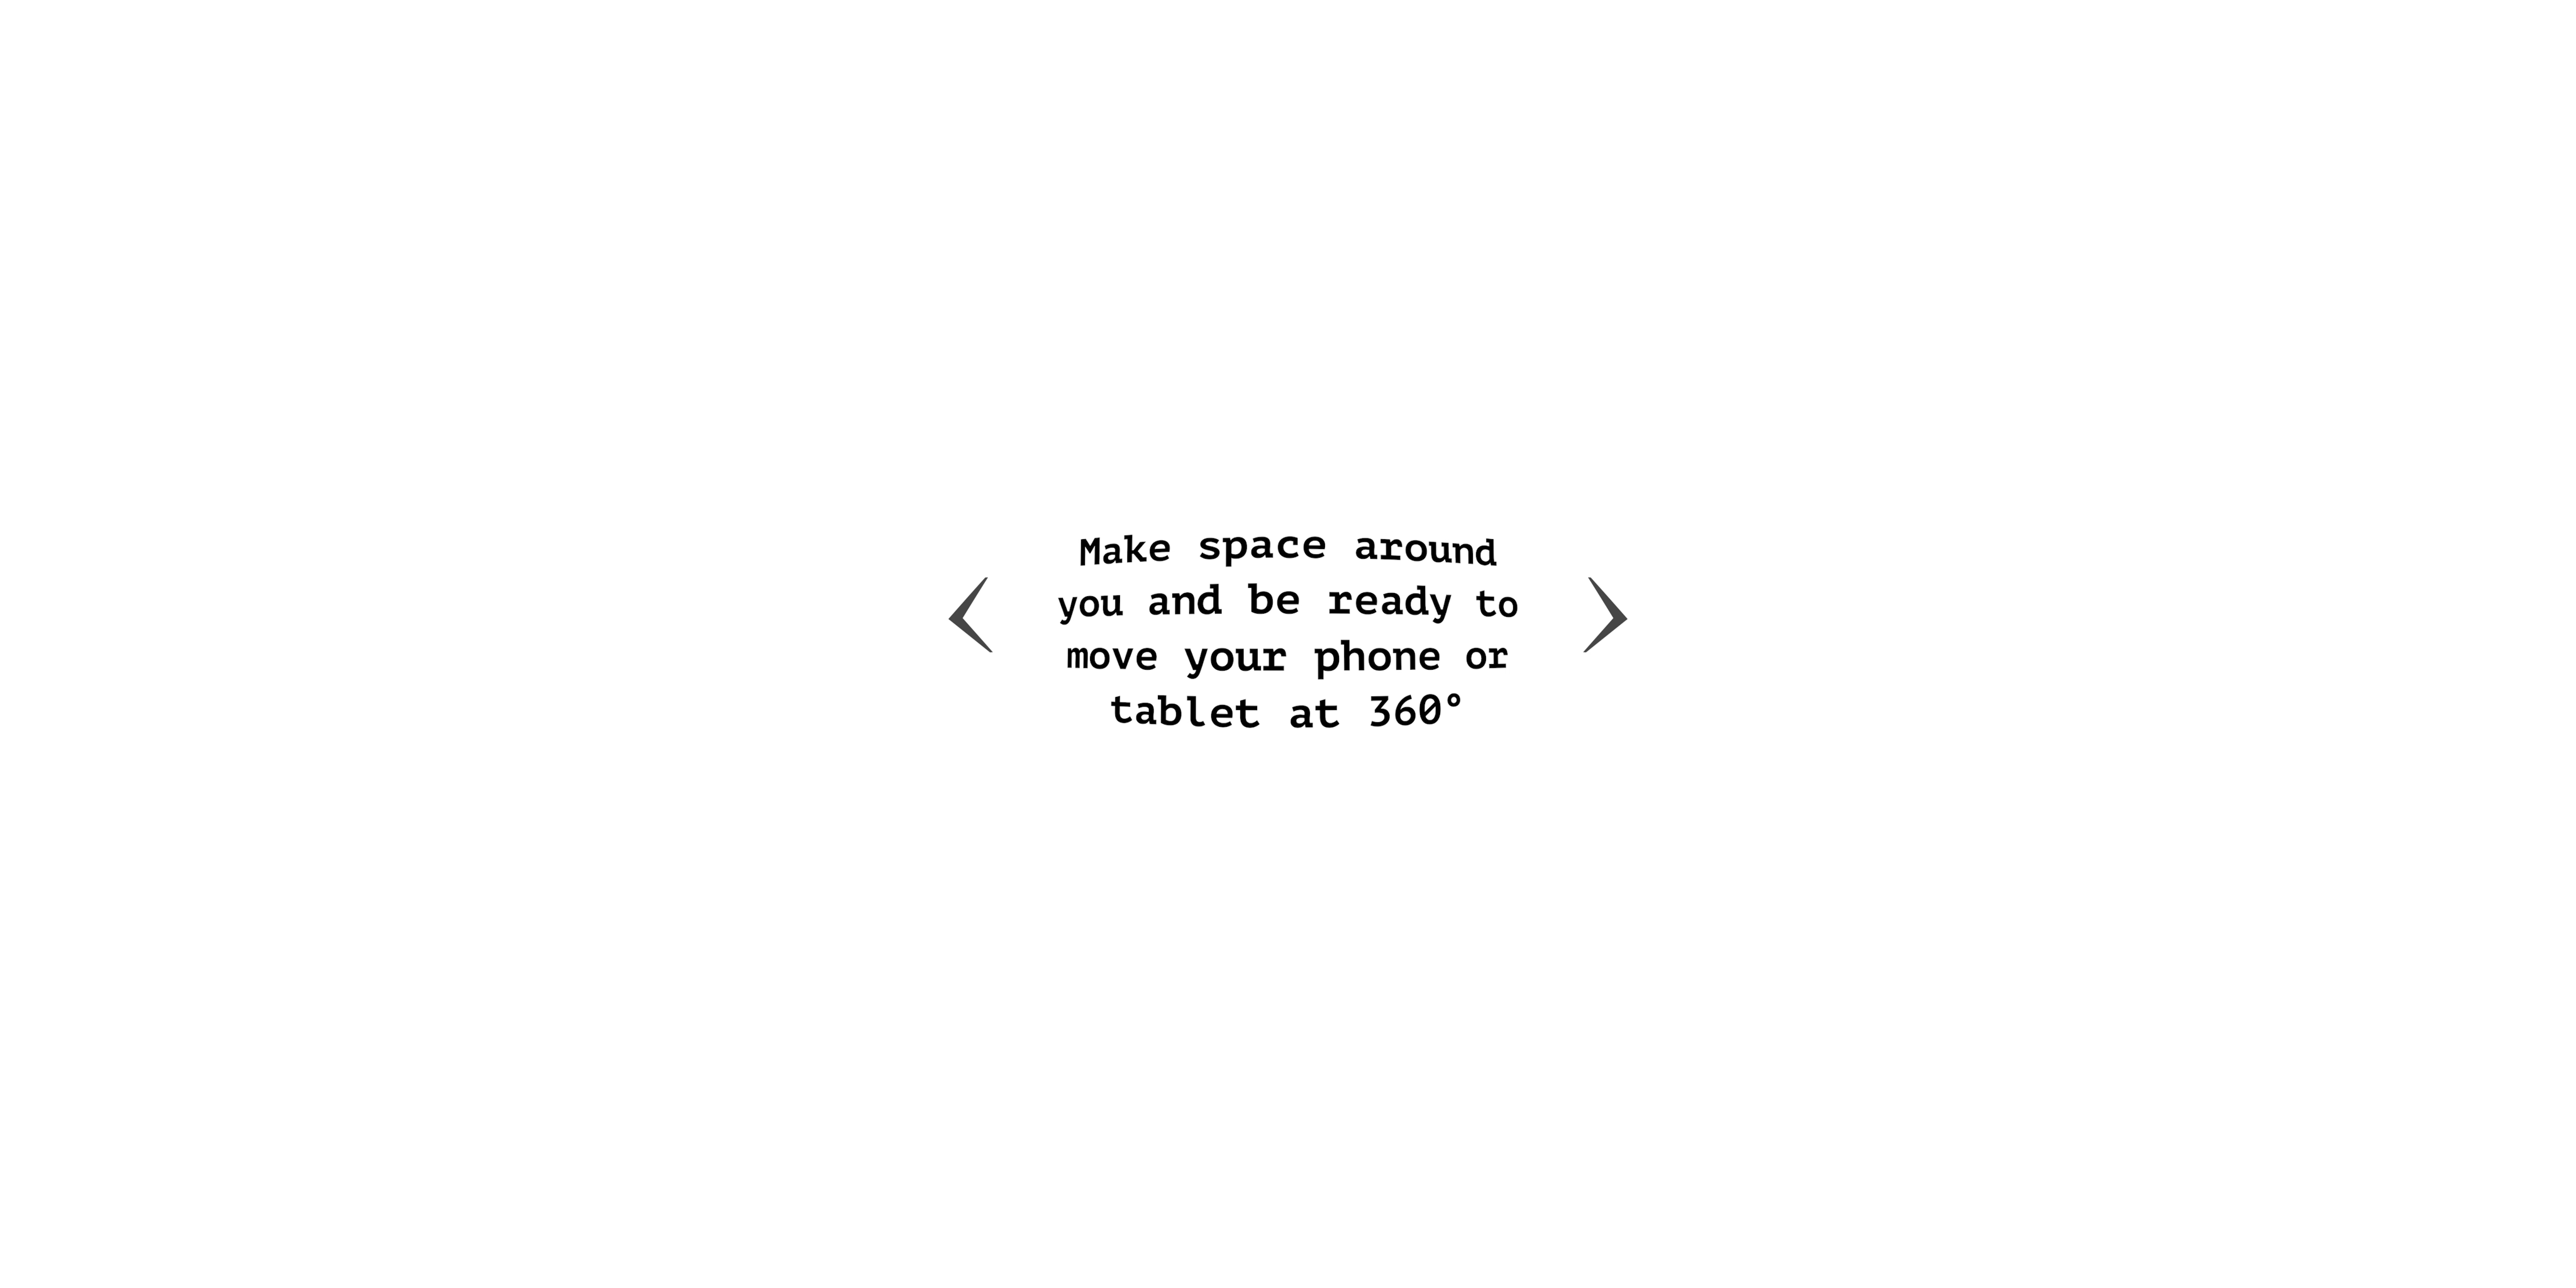 Make space around
you and be ready to
move your phone or
tablet at 360°